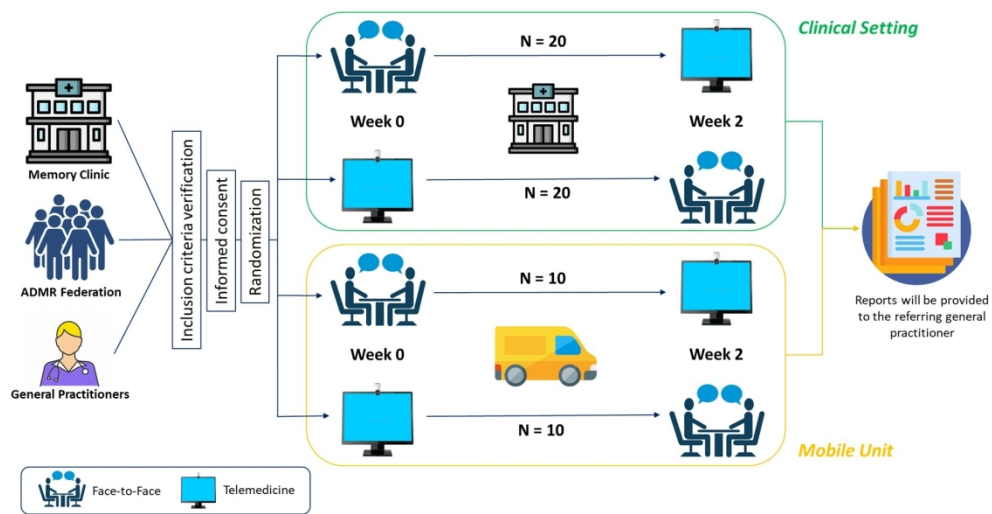 Memory Clinic
ADMR Federation
General Practitioners
Inclusion criteria verification
Informed consent
Randomization
Clinical Setting
N = 20
Week 0
Week 2
N = 20
N = 10
Week 0
Week 2
N = 10
Mobile Unit
Reports will be provided
to the referring general
practitioner
Face-to-Face
Telemedicine